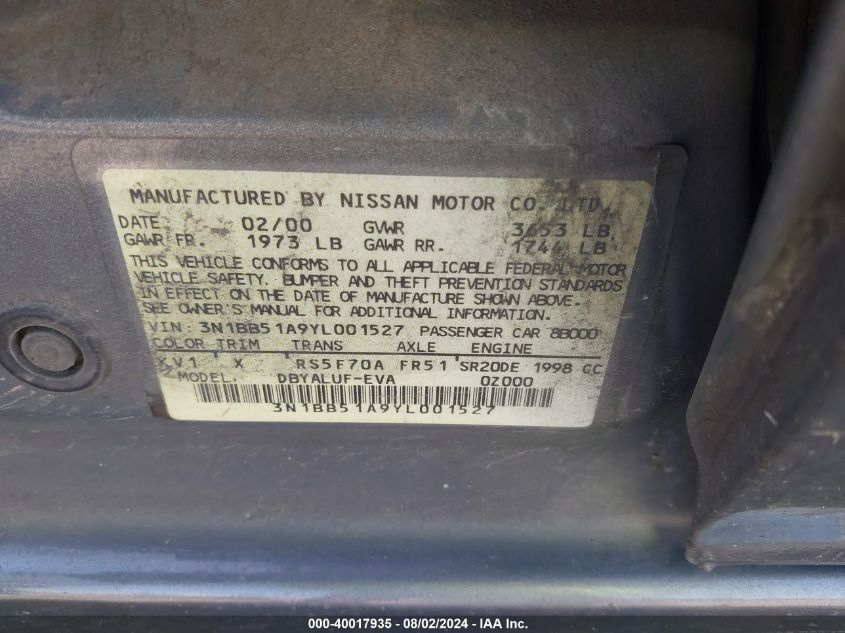 MANUFACTURED BY NISSAN MOTOR CO. LTD.
DATE 02/00 GVWR 3653 LB
GAWR FR. 1973 LB GAWR RR. 1744 LB
THIS VEHICLE CONFORMS TO ALL APPLICABLE FEDERAL MOTOR
VEHICLE SAFETY. BUMPER AND THEFT PREVENTION STANDARDS
IN EFFECT ON THE DATE OF MANUFACTURE SHOWN ABOVE.
SEE OWNER'S MANUAL FOR ADDITIONAL INFORMATION.
VIN: 3N1BB51A9YL001527 PASSENGER CAR 8B000
COLOR TRIM TRANS AXLE ENGINE
XV1 X RS5F70A FR51 SR20DE 1998 CC
MODEL: DBYALUF-EVA 0Z000
3N1BB51A9YL001527
000-40017935 - 08/02/2024 - IAA Inc.